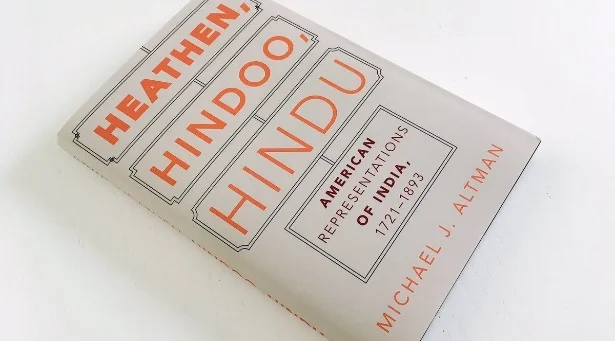 HEATHEN,
HINDOO,
HINDU
AMERICAN
REPRESENTATIONS
OF INDIA,
1721–1893
MICHAEL J. ALTMAN